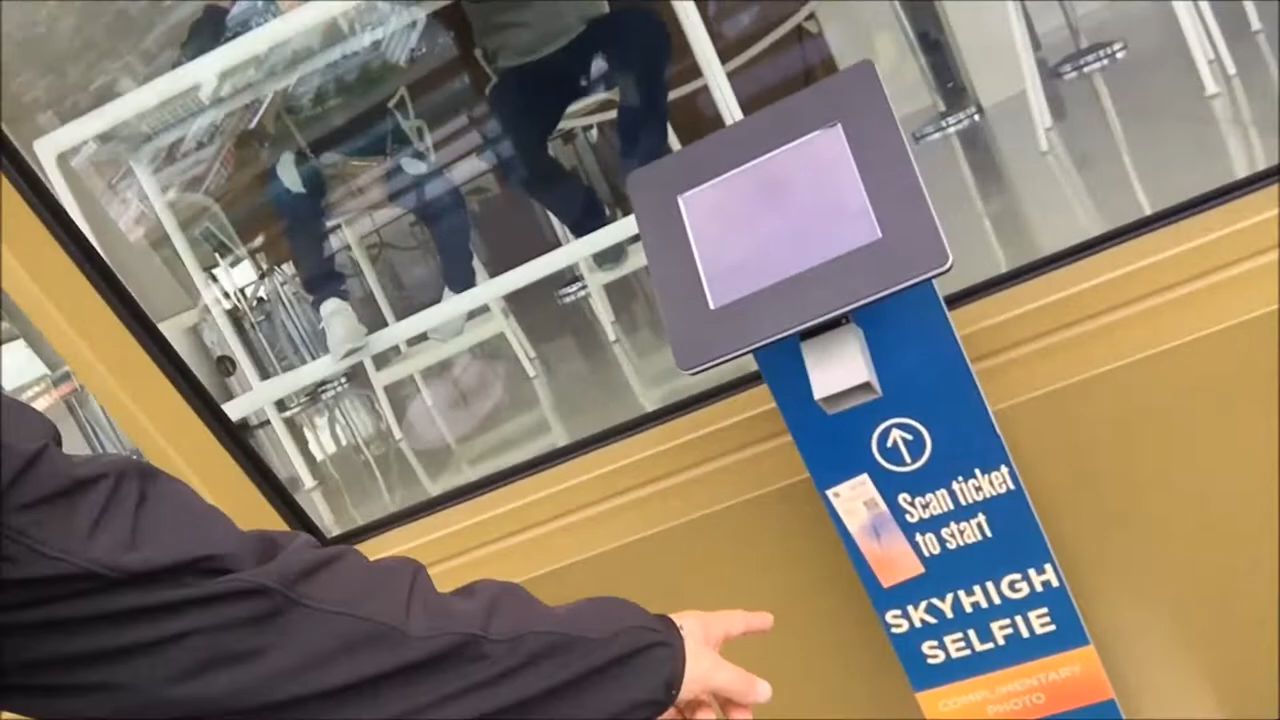 Scan ticket
to start
SKYHIGH
SELFIE
COMPLIMENTARY
PHOTO